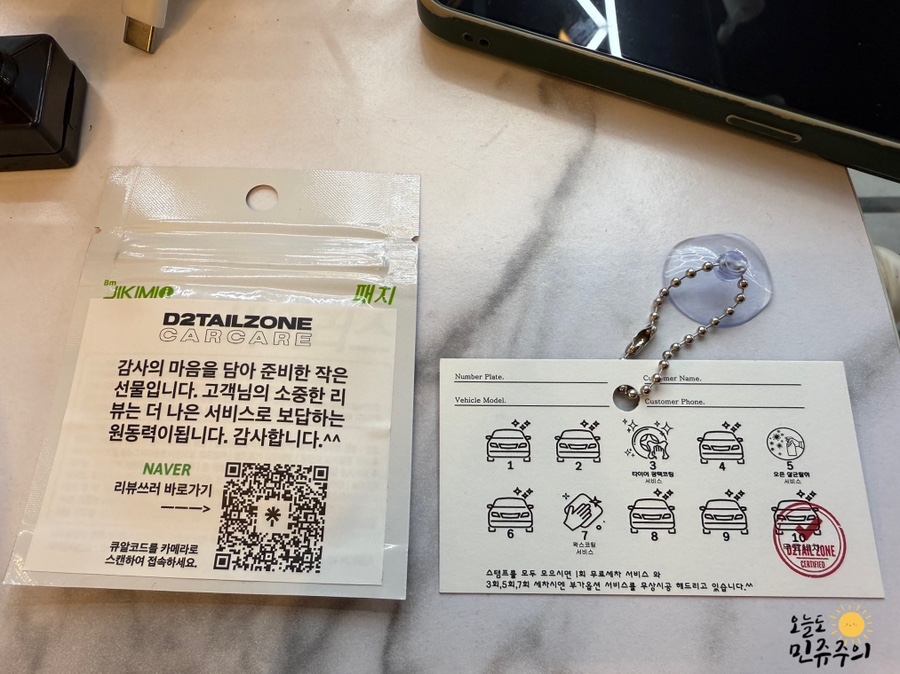 Bm
JIKIMI
패치
D2TAILZONE
CARCARE
감사의 마음을 담아 준비한 작은
선물입니다. 고객님의 소중한 리
뷰는 더 나은 서비스로 보답하는
원동력이됩니다. 감사합니다.^^
NAVER
리뷰쓰러 바로가기
———>
큐알코드를 카메라로
스캔하여 접속하세요.
Number Plate.
Customer Name.
Vehicle Model.
Customer Phone.
1
2
3
타이어 광택코팅
서비스
4
5
오존 살균탈취
서비스
6
7
왁스코팅
서비스
8
9
10
D2TAILZONE
CERTIFIED
스탬프를 모두 모으시면 1회 무료세차 서비스 와
3회,5회,7회 세차시엔 부가옵션 서비스를 무상시공 해드리고 있습니다.^^
오늘도
민쥬주의